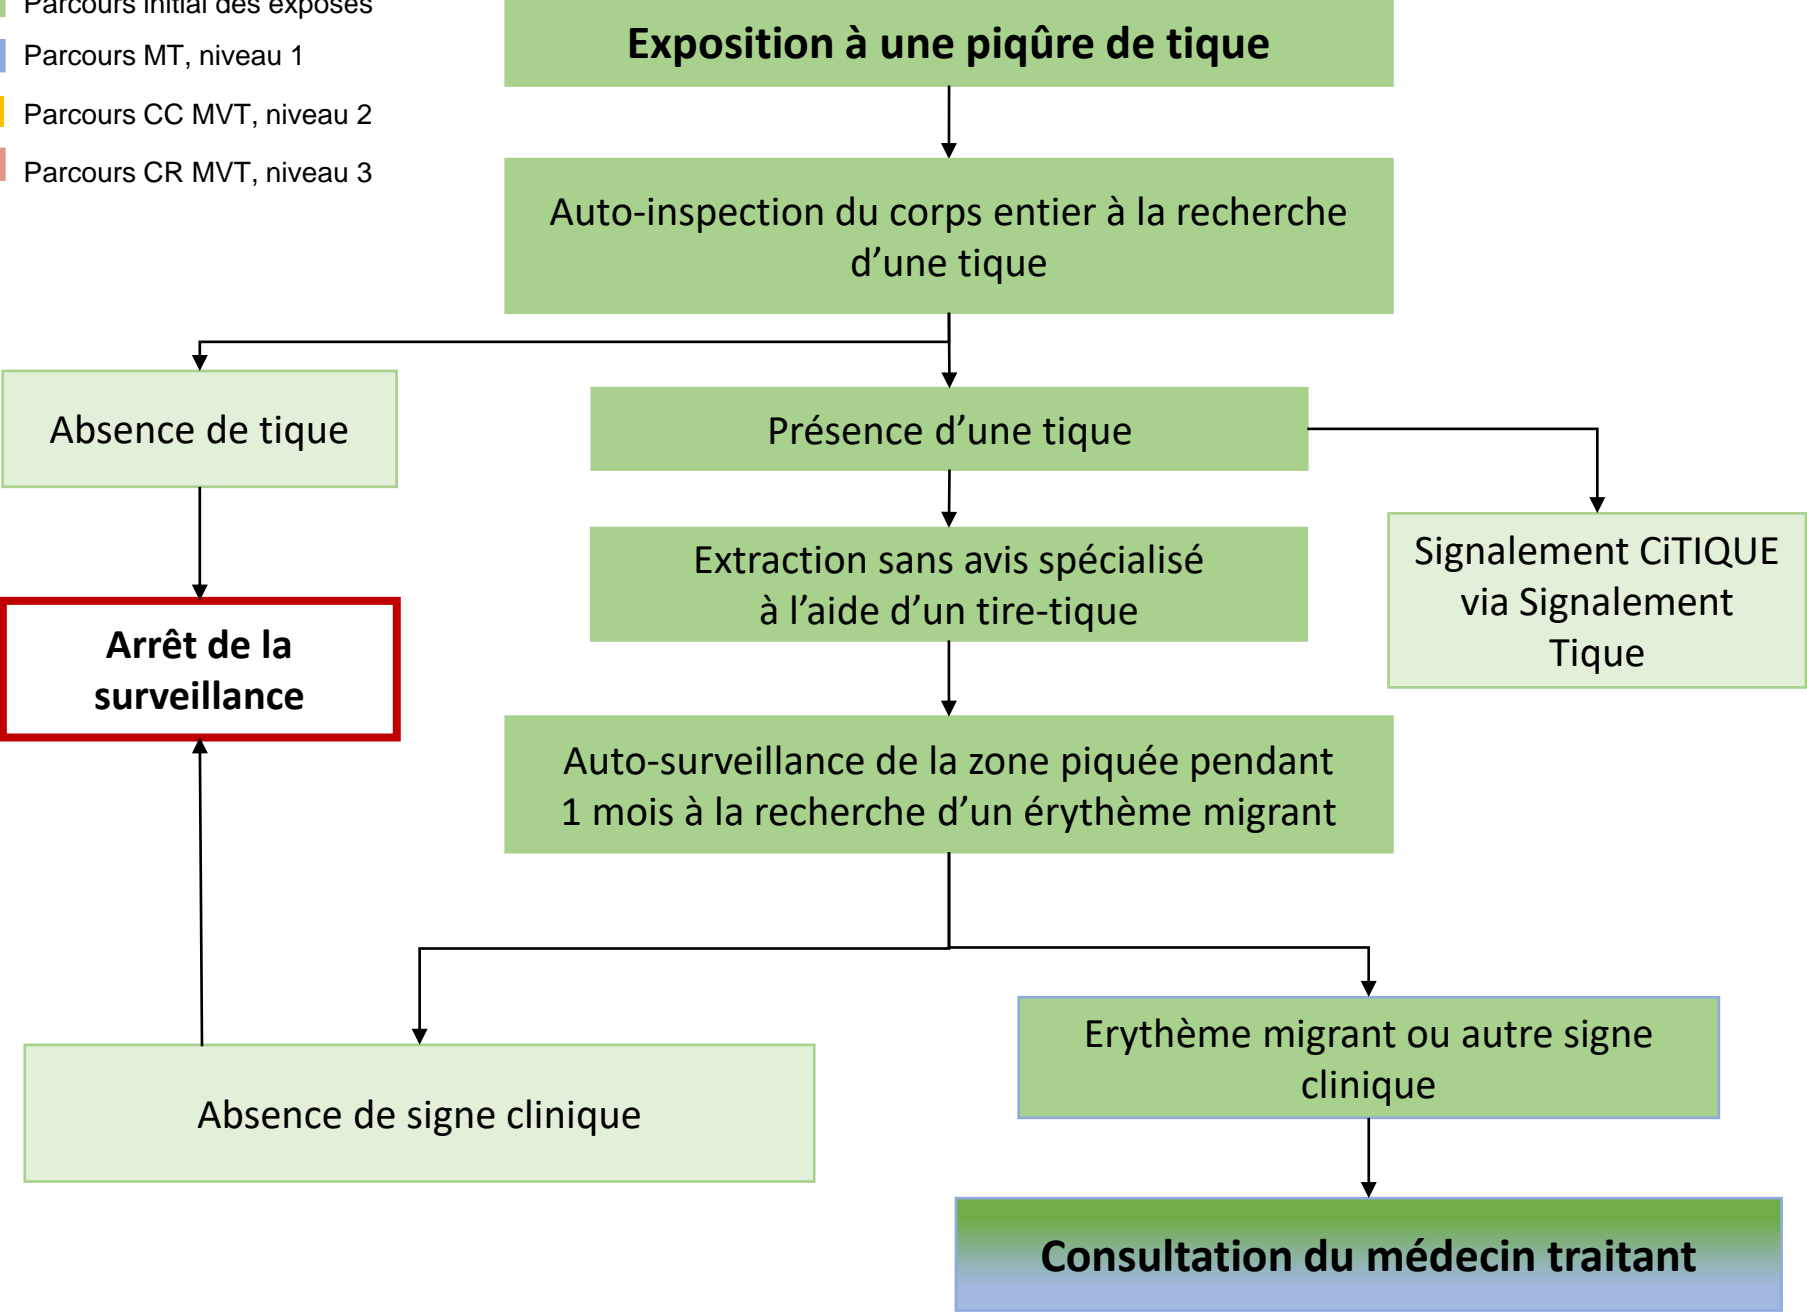 Parcours initial des exposés
Parcours MT, niveau 1
Parcours CC MVT, niveau 2
Parcours CR MVT, niveau 3
Exposition à une piqûre de tique
Auto-inspection du corps entier à la recherche
d’une tique
Absence de tique
Présence d’une tique
Extraction sans avis spécialisé
à l’aide d’un tire-tique
Signalement CiTIQUE
via Signalement
Tique
Arrêt de la
surveillance
Auto-surveillance de la zone piquée pendant
1 mois à la recherche d’un érythème migrant
Absence de signe clinique
Erythème migrant ou autre signe
clinique
Consultation du médecin traitant